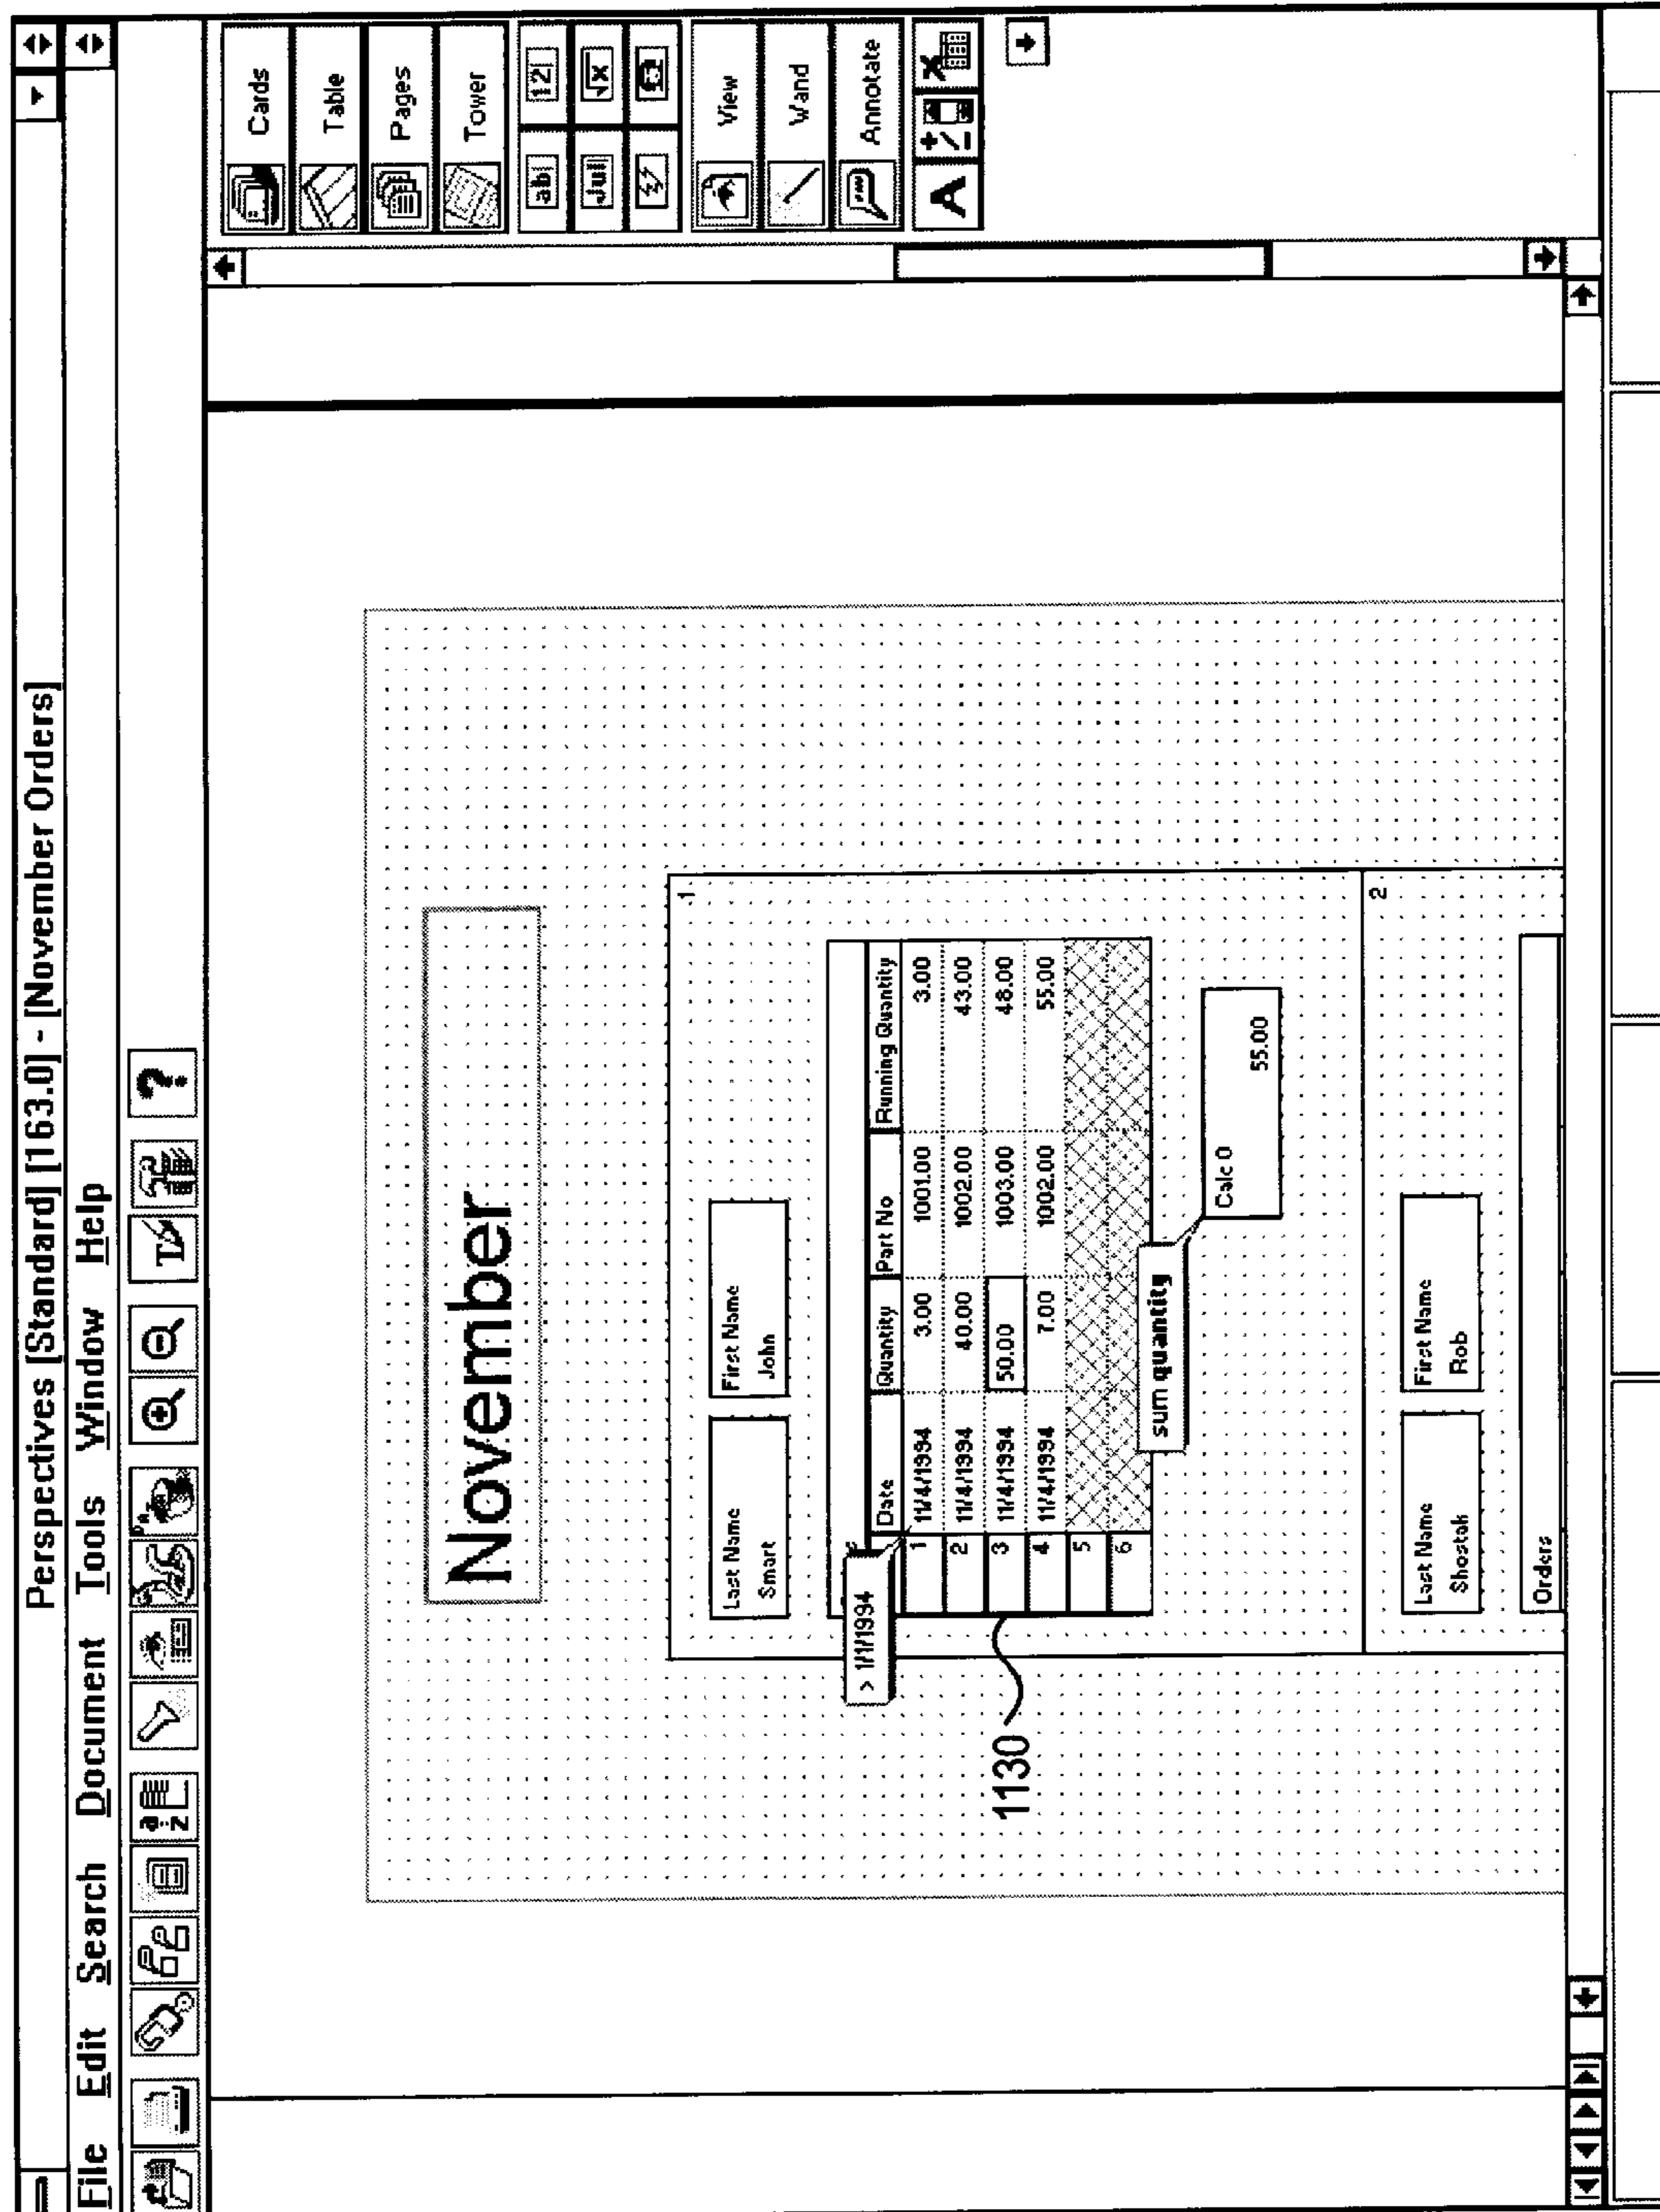 Perspectives [Standard] [163.0] - [November Orders]
File Edit Search Document Tools Window Help
a z
T
?
November
1
Last Name
Smart
First Name
John
> 1/1/1994
Date Quantity Part No Running Quantity
1 11/4/1994 3.00 1001.00 3.00
2 11/4/1994 40.00 1002.00 43.00
3 11/4/1994 50.00 1003.00 48.00
4 11/4/1994 7.00 1002.00 55.00
5
6
1130
sum quantity
Calc 0
55.00
2
Last Name
Shostak
First Name
Rob
Orders
Cards
Table
Pages
Tower
ab| 12|
√x
View
Wand
Annotate
A +/- x